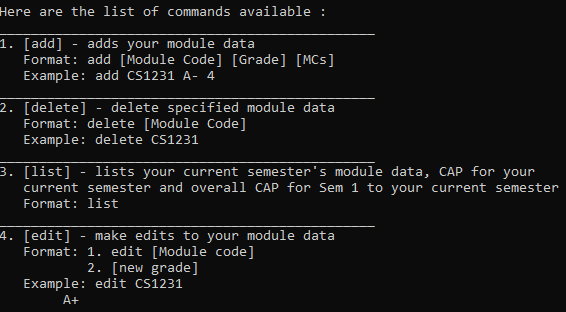 Here are the list of commands available :
_______________________________________________
1. [add] - adds your module data
Format: add [Module Code] [Grade] [MCs]
Example: add CS1231 A- 4
_______________________________________________
2. [delete] - delete specified module data
Format: delete [Module Code]
Example: delete CS1231
_______________________________________________
3. [list] - lists your current semester's module data, CAP for your
current semester and overall CAP for Sem 1 to your current semester
Format: list
_______________________________________________
4. [edit] - make edits to your module data
Format: 1. edit [Module code]
2. [new grade]
Example: edit CS1231
A+